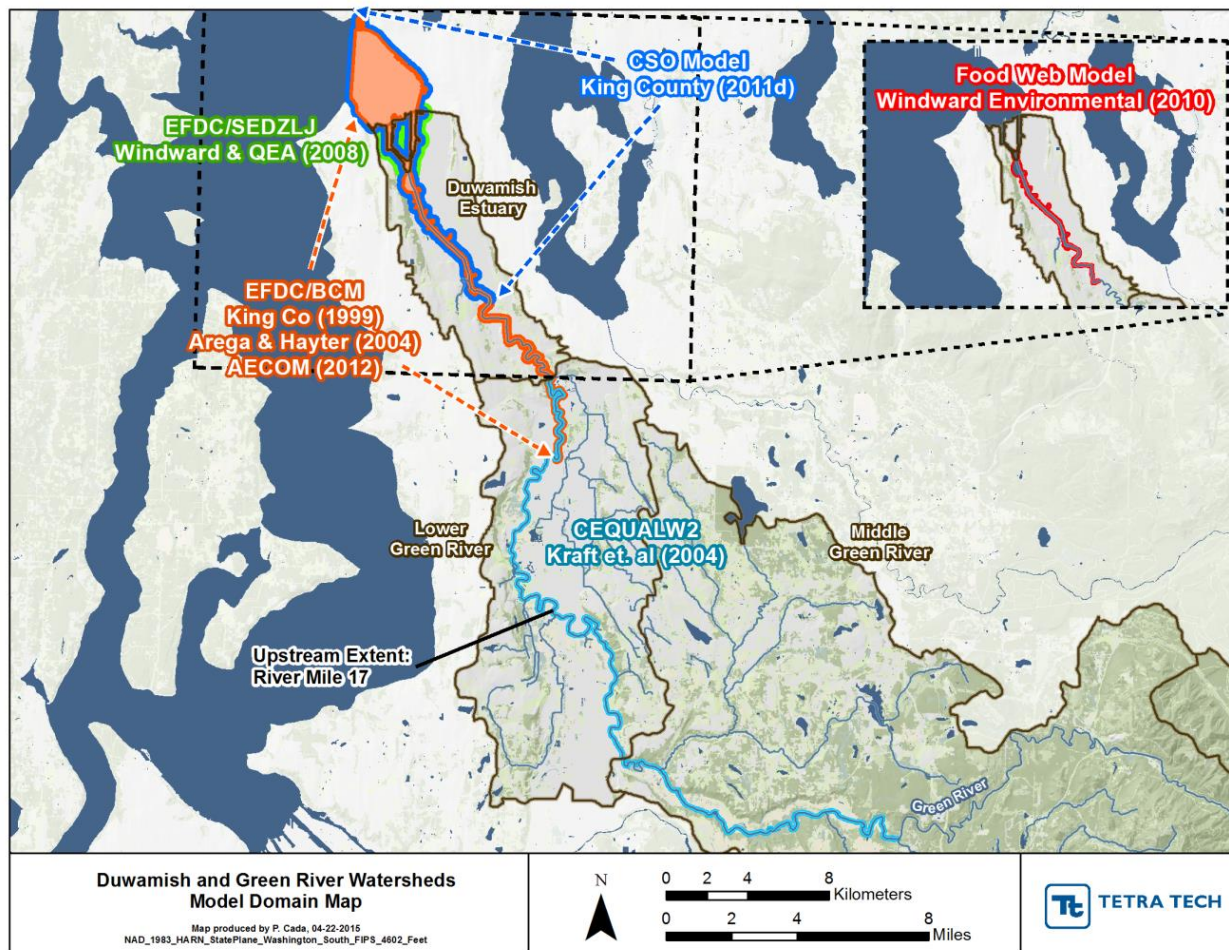 CSO Model
King County (2011d)
Food Web Model
Windward Environmental (2010)
EFDC/SEDZLJ
Windward & QEA (2008)
Duwamish
Estuary
EFDC/BCM
King Co (1999)
Arega & Hayter (2004)
AECOM (2012)
Lower
Green River
CEQUALW2
Kraft et. al (2004)
Middle
Green River
Upstream Extent:
River Mile 17
Green River
Duwamish and Green River Watersheds
Model Domain Map
Map produced by P. Cada, 04-22-2015
NAD_1983_HARN_StatePlane_Washington_South_FIPS_4602_Feet
N
0 2 4 8
Kilometers
0 2 4 8
Miles
Tt TETRA TECH